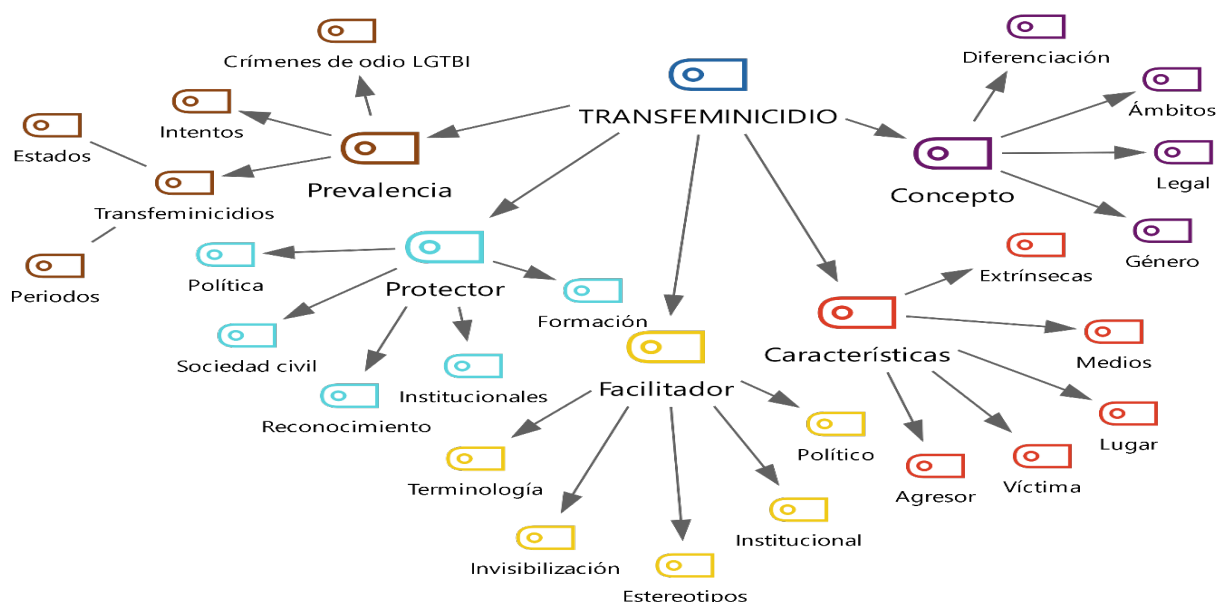 Crímenes de odio LGTBI
Diferenciación
TRANSFEMINICIDIO
Ámbitos
Intentos
Estados
Prevalencia
Concepto
Legal
Transfeminicidios
Género
Extrínsecas
Política
Protector
Periodos
Formación
Características
Medios
Sociedad civil
Institucionales
Facilitador
Reconocimiento
Lugar
Político
Terminología
Agresor
Víctima
Institucional
Invisibilización
Estereotipos